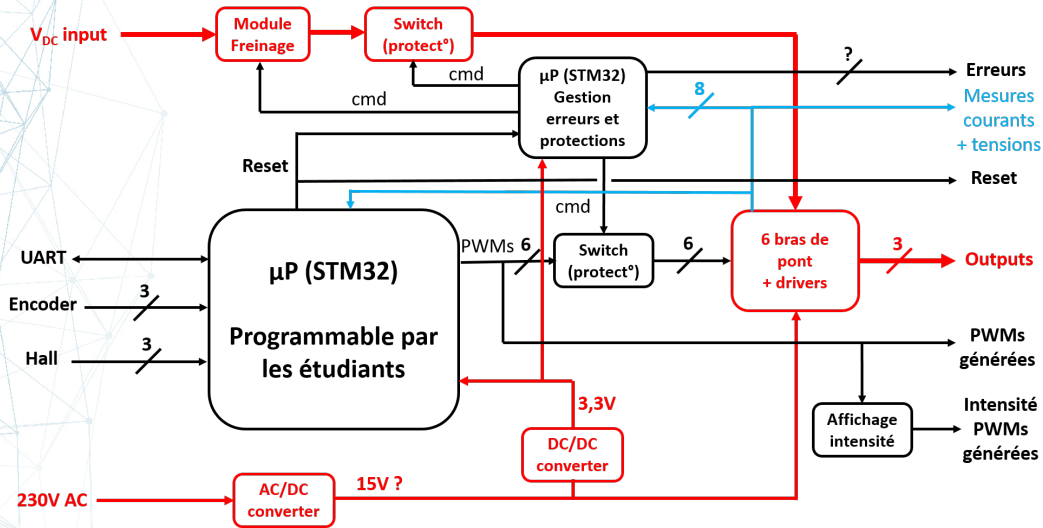 V_DC input
Module
Freinage
Switch
(protect°)
cmd
cmd
µP (STM32)
Gestion
erreurs et
protections
?
Erreurs
8
Mesures
courants
+ tensions
Reset
Reset
cmd
UART
Encoder
3
Hall
3
µP (STM32)
Programmable par
les étudiants
PWMs
6
Switch
(protect°)
6
6 bras de
pont
+ drivers
3
Outputs
PWMs
générées
Affichage
intensité
Intensité
PWMs
générées
3,3V
DC/DC
converter
230V AC
AC/DC
converter
15V ?